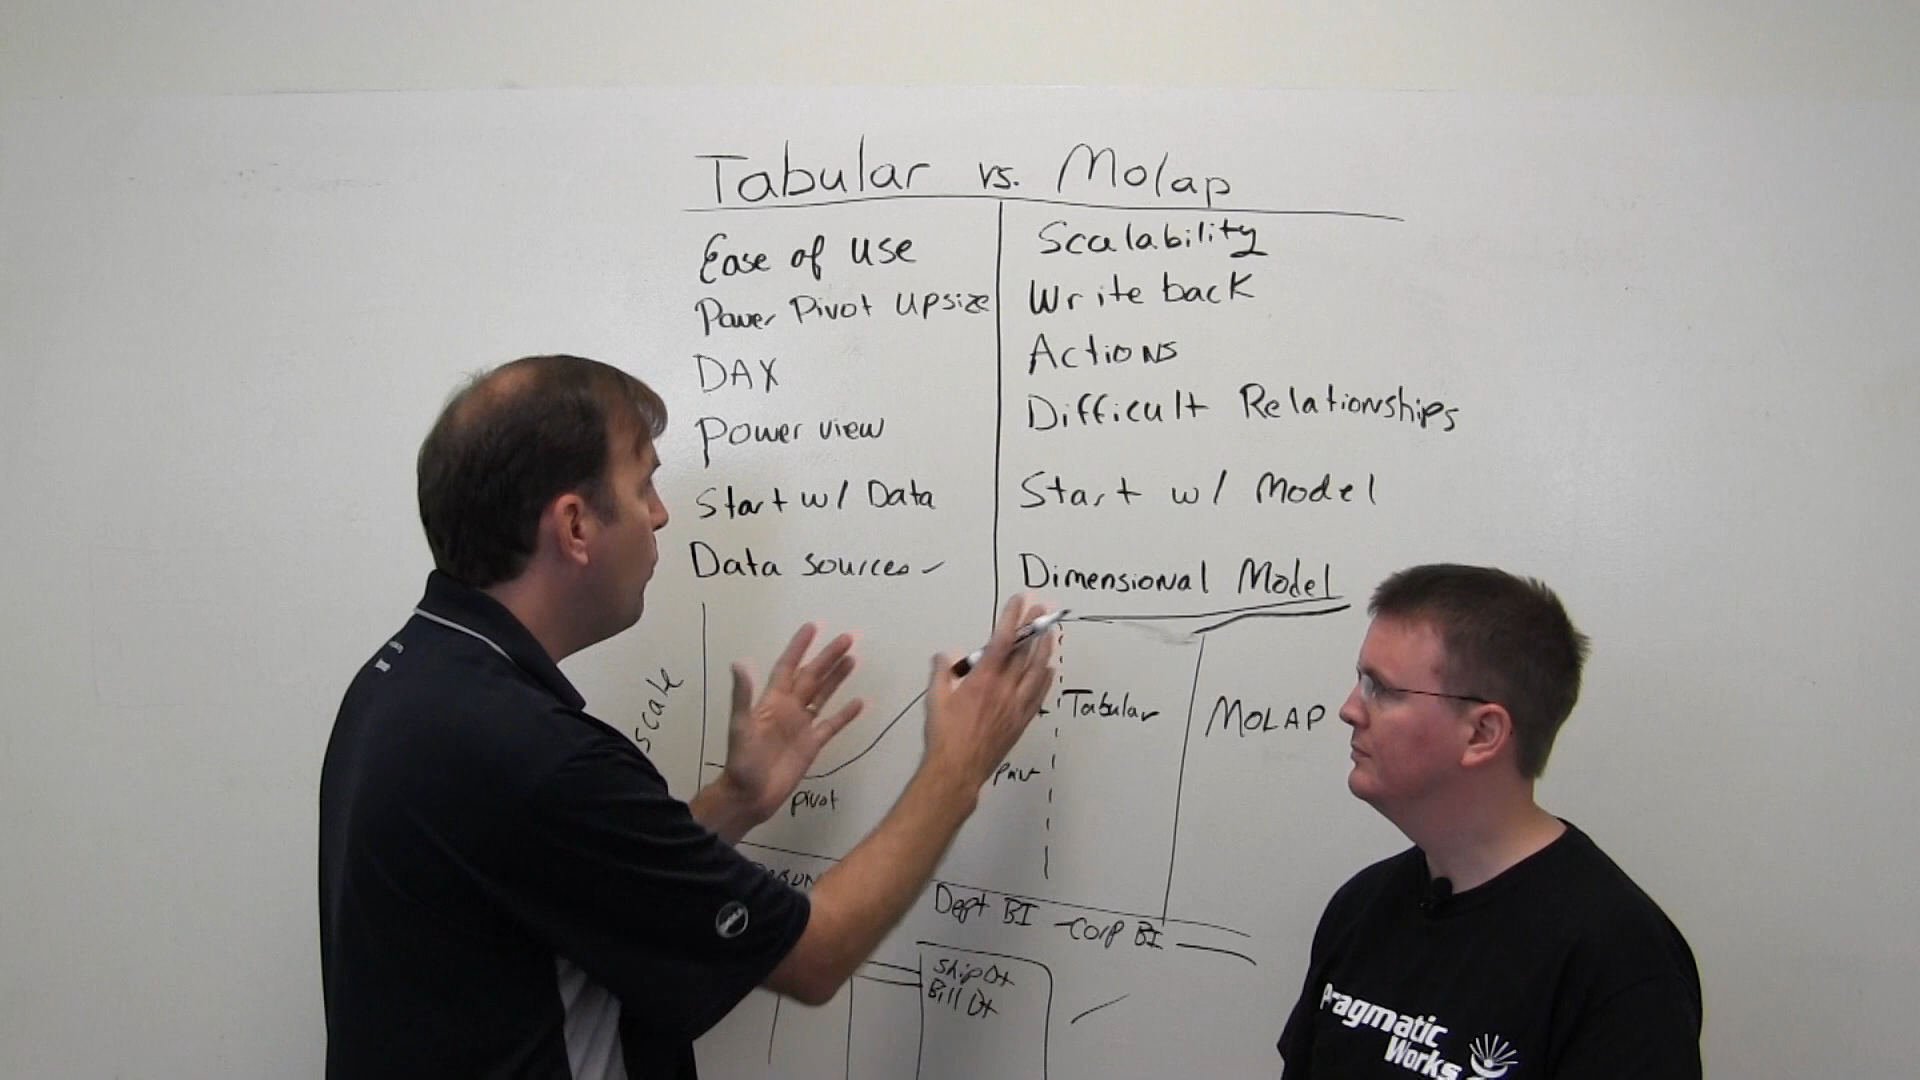 Tabular vs. Molap
Ease of use
Power Pivot Upsize
DAX
Power view
Start w/ Data
Data sources
Scalability
Write back
Actions
Difficult Relationships
Start w/ Model
Dimensional Model
scale
pivot
Tabular
MOLAP
Dept BI
Corp BI
Ship Dt
Bill Dt
Pragmatic
Works